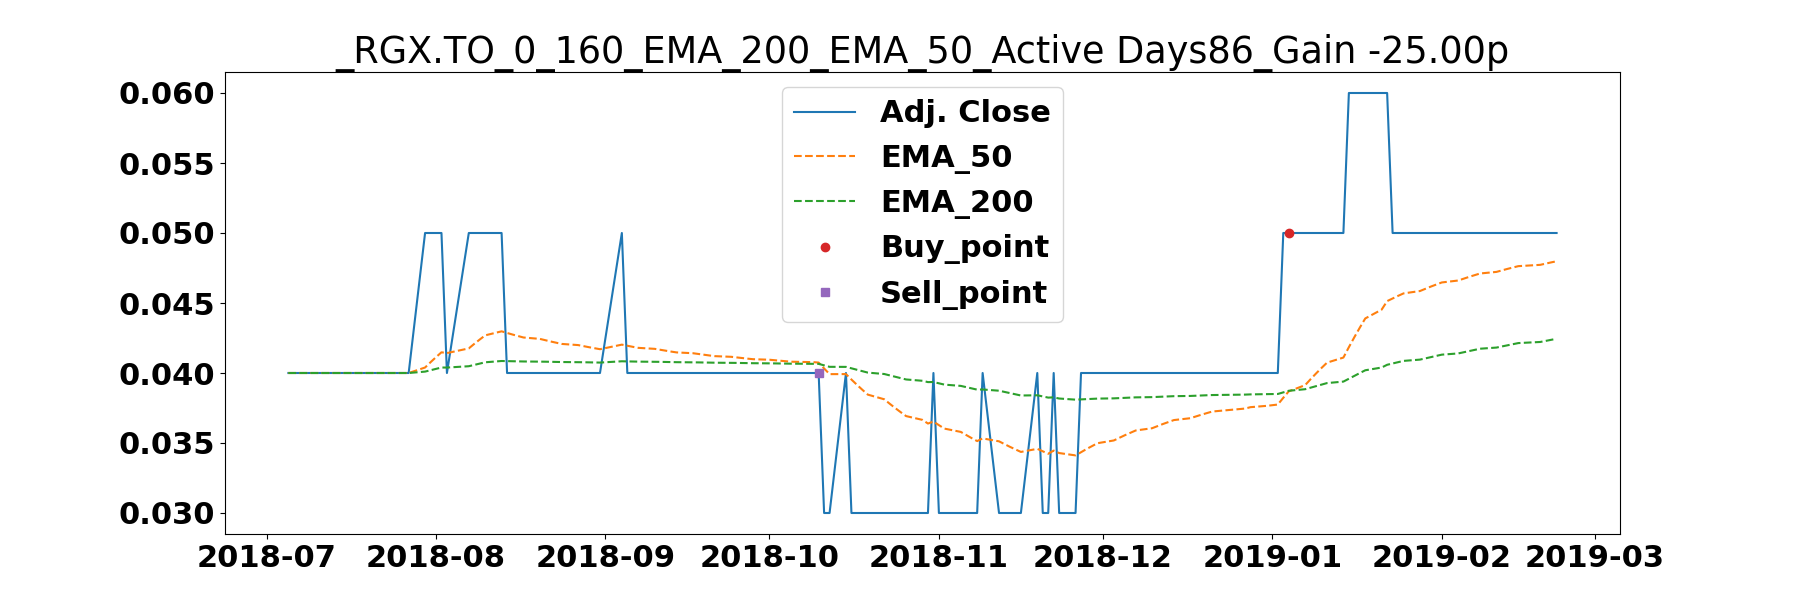 _RGX.TO_0_160_EMA_200_EMA_50_Active Days86_Gain -25.00p
0.060
0.055
0.050
0.045
0.040
0.035
0.030
Adj. Close
EMA_50
EMA_200
Buy_point
Sell_point
2018-07 2018-08 2018-09 2018-10 2018-11 2018-12 2019-01 2019-02 2019-03